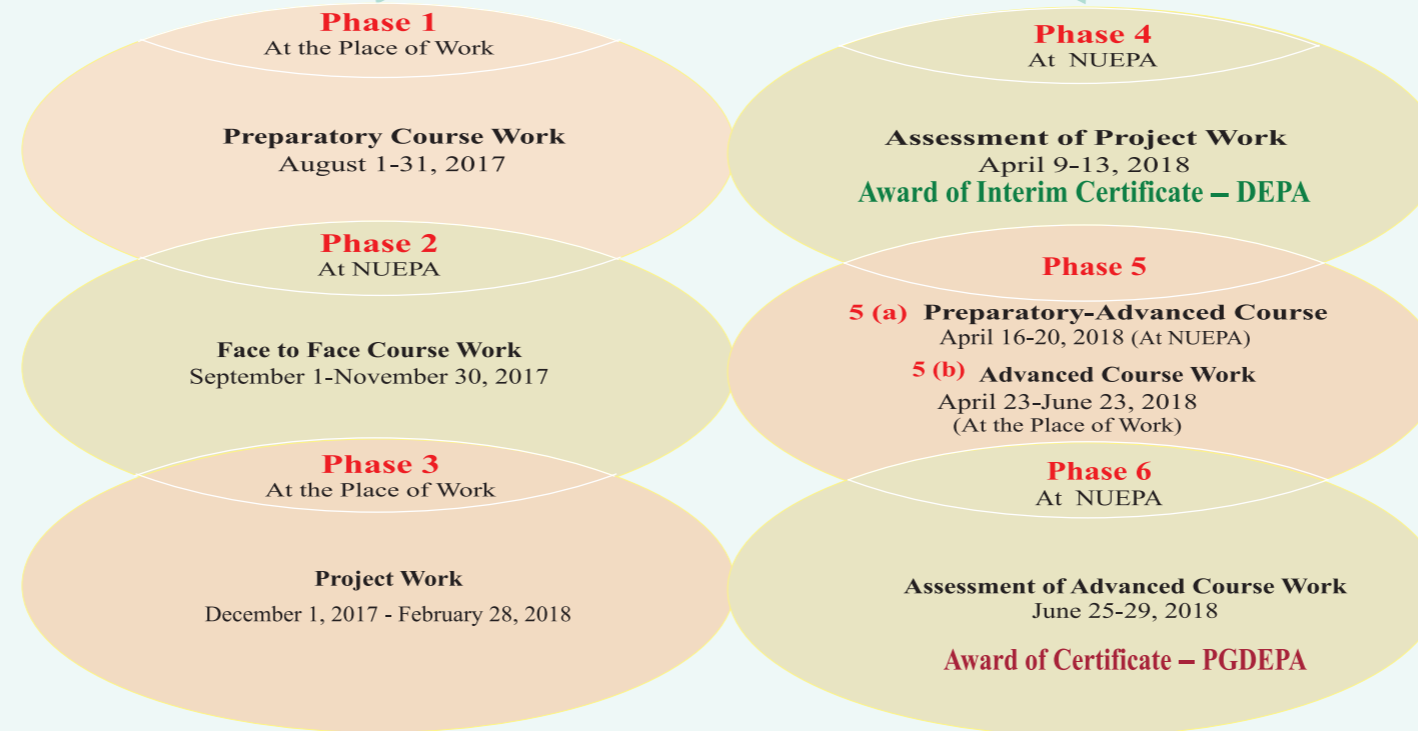 Phase 1
At the Place of Work
Preparatory Course Work
August 1-31, 2017
Phase 2
At NUEPA
Face to Face Course Work
September 1-November 30, 2017
Phase 3
At the Place of Work
Project Work
December 1, 2017 - February 28, 2018
Phase 4
At NUEPA
Assessment of Project Work
April 9-13, 2018
Award of Interim Certificate – DEPA
Phase 5
5 (a) Preparatory-Advanced Course
April 16-20, 2018 (At NUEPA)
5 (b) Advanced Course Work
April 23-June 23, 2018
(At the Place of Work)
Phase 6
At NUEPA
Assessment of Advanced Course Work
June 25-29, 2018
Award of Certificate – PGDEPA